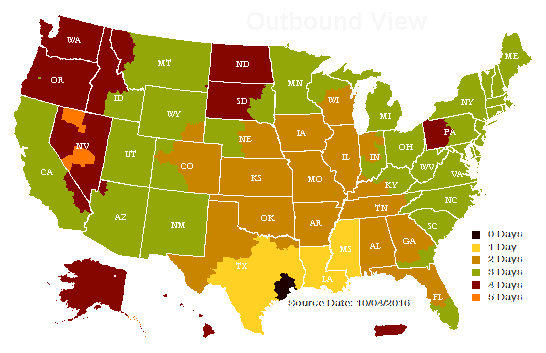 Outbound View
WA
MT
ND
OR
ID
MN
ME
SD
WI
NY
WY
MI
NE
IA
PA
NV
UT
IL
IN
OH
CO
WV
CA
KS
MO
KY
VA
TN
NC
AZ
NM
OK
AR
SC
MS
AL
GA
TX
LA
FL
0 Days
1 Day
2 Days
3 Days
4 Days
5 Days
Source Date: 10/04/2016